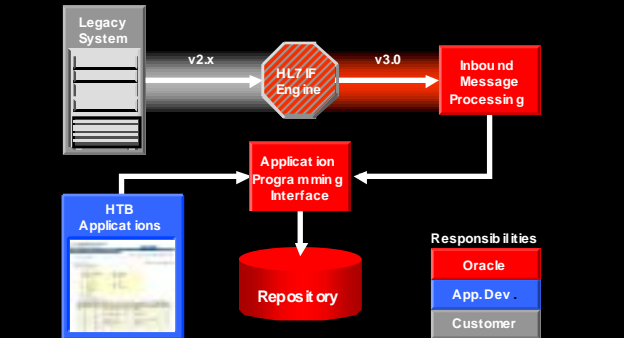 Legacy
System
v2.x
HL7 IF
Engine
v3.0
Inbound
Message
Processing
Application
Programming
Interface
HTB
Applications
Repository
Responsibilities
Oracle
App. Dev .
Customer